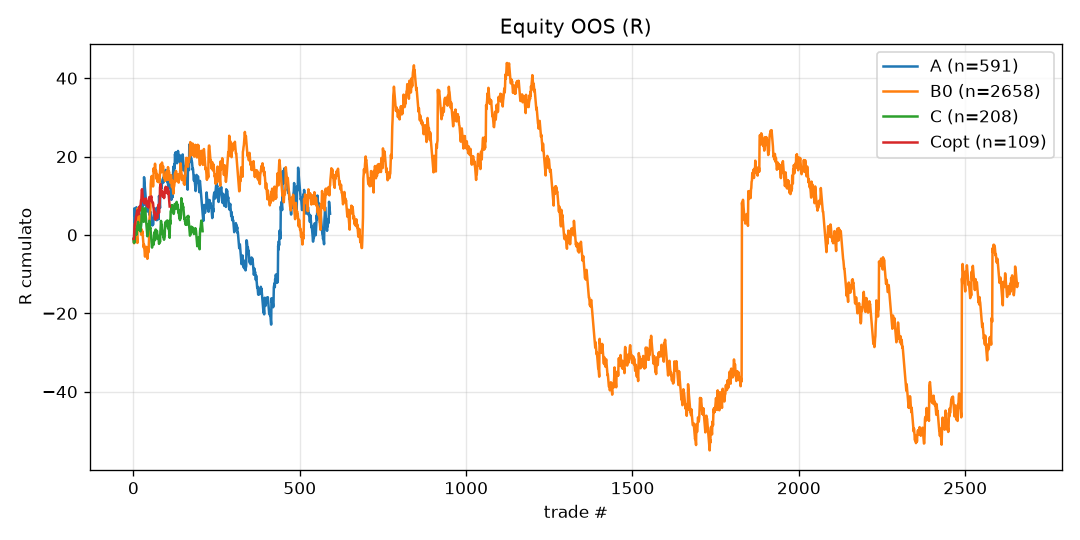 Equity OOS (R)
A (n=591)
B0 (n=2658)
C (n=208)
Copt (n=109)
R cumulato
40
20
0
−20
−40
0
500
1000
1500
2000
2500
trade #